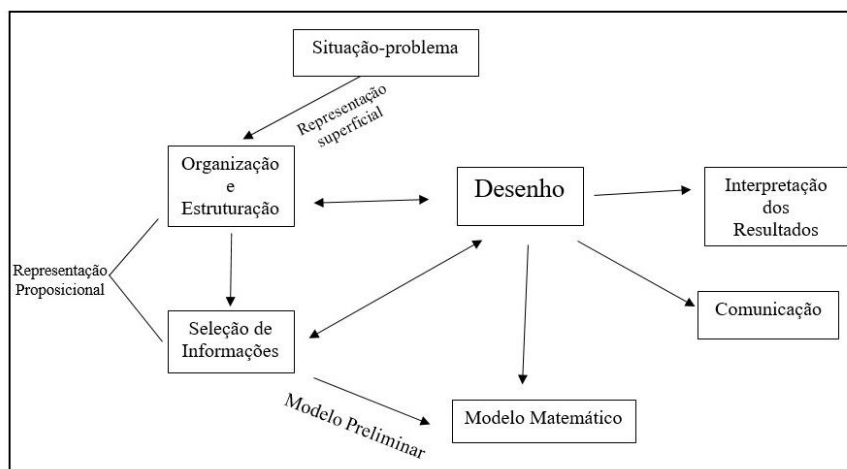 Situação-problema
Representação
superficial
Organização
e
Estruturação
Desenho
Interpretação
dos
Resultados
Representação
Proposicional
Seleção de
Informações
Comunicação
Modelo Preliminar
Modelo Matemático